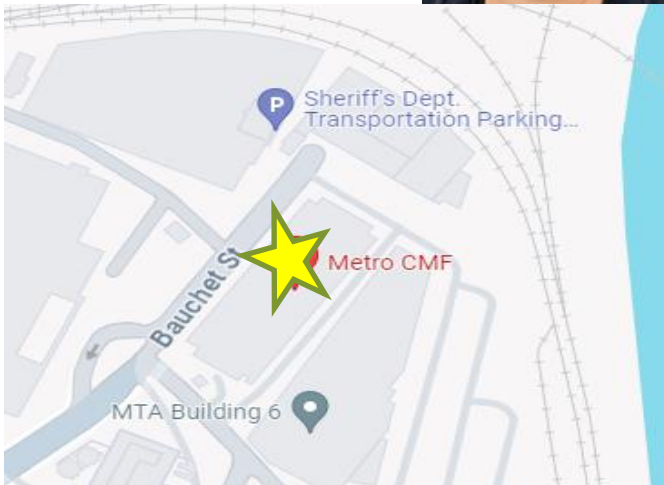 P
Sheriff's Dept.
Transportation Parking...
Metro CMF
Bauchet St
MTA Building 6